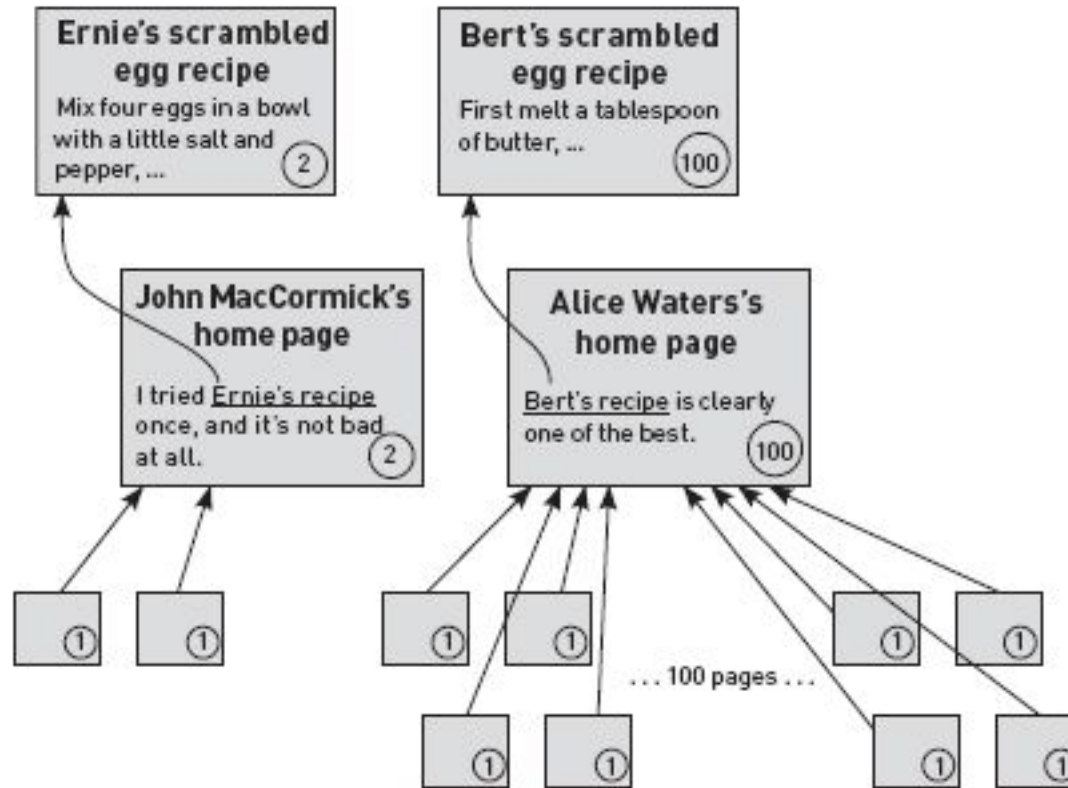 Ernie's scrambled
egg recipe
Mix four eggs in a bowl
with a little salt and
pepper, ...
2
Bert's scrambled
egg recipe
First melt a tablespoon
of butter, ...
100
John MacCormick's
home page
I tried Ernie's recipe
once, and it's not bad
at all.
2
Alice Waters's
home page
Bert's recipe is clearly
one of the best.
100
1
1
1
1
1
1
... 100 pages ...
1
1
1
1